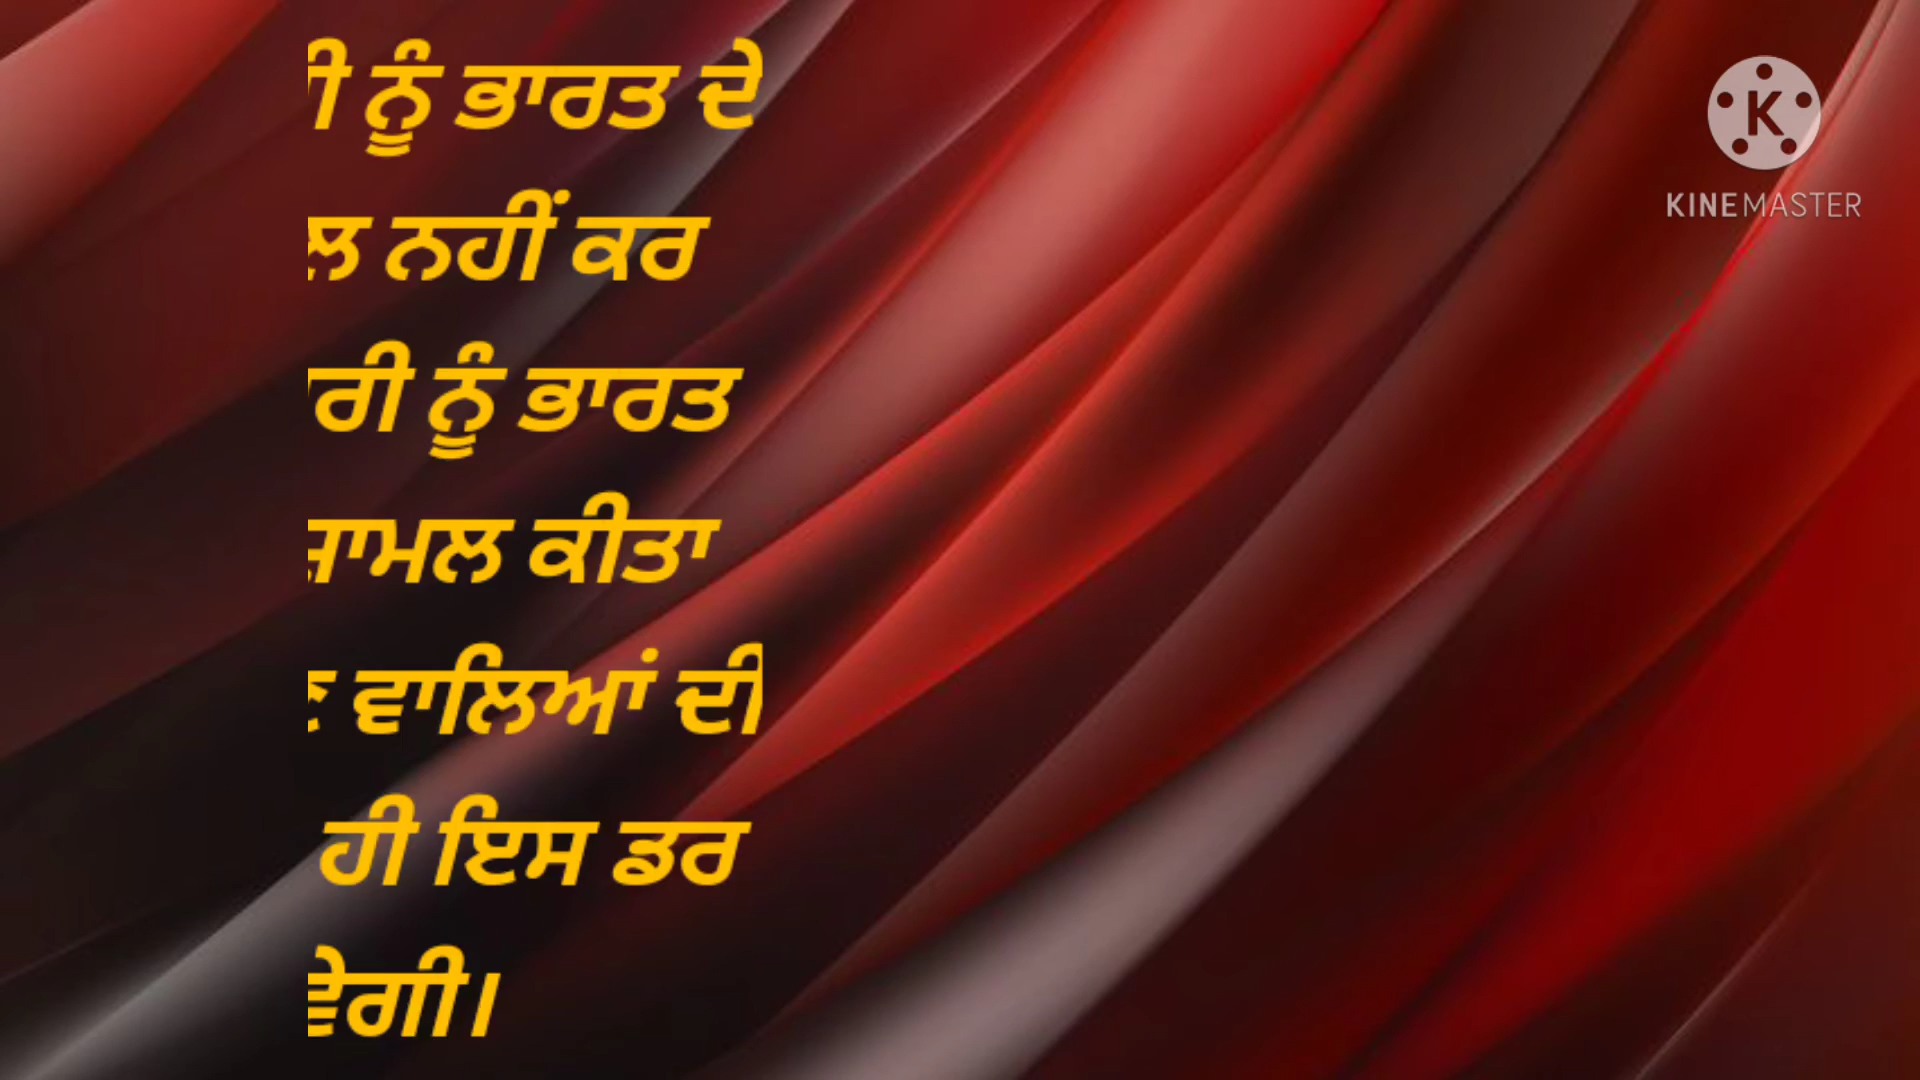 ਨੂੰ ਭਾਰਤ ਦੇ
ਨਹੀਂ ਕਰ
ਰੀ ਨੂੰ ਭਾਰਤ
ਸ਼ਾਮਲ ਕੀਤਾ
ਵਾਲਿਆਂ ਦੀ
ਹੀ ਇਸ ਡਰ
ਵੇਗੀ।
K
KINEMASTER